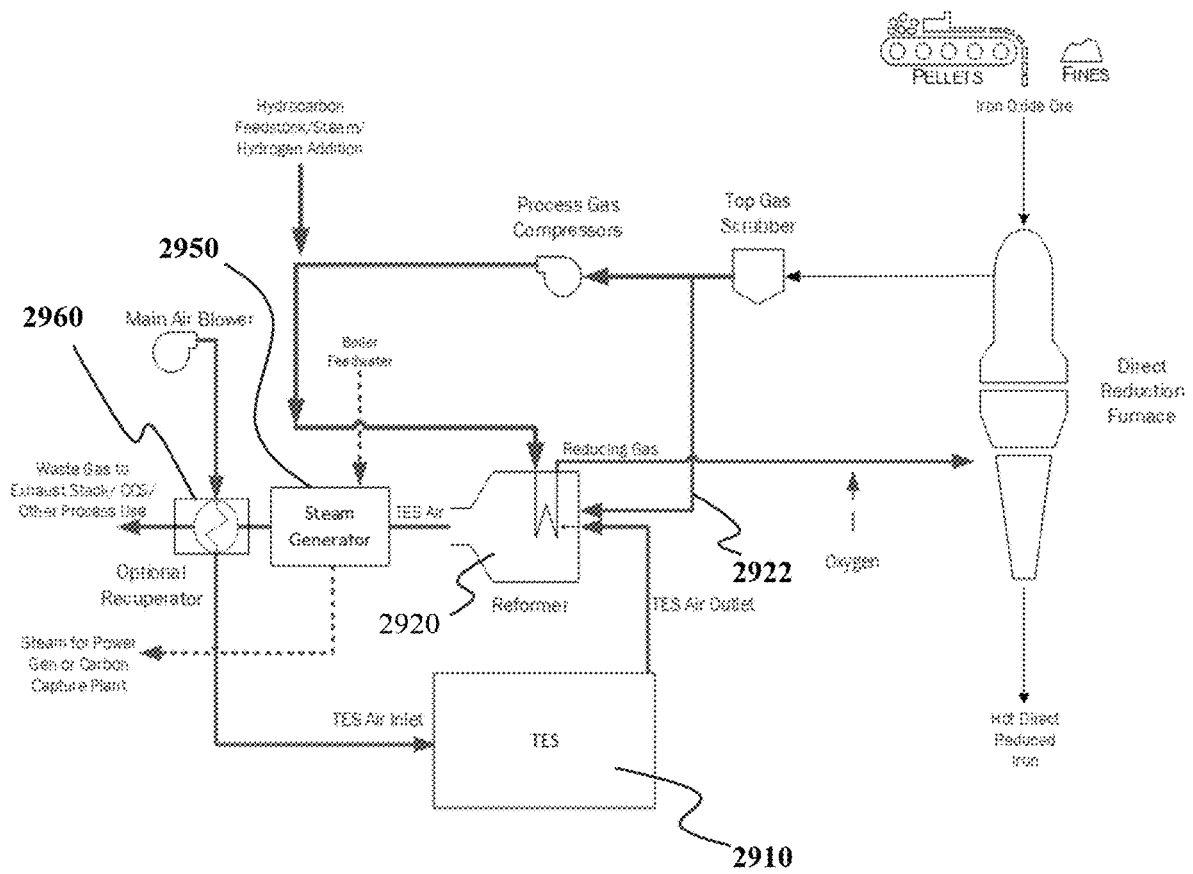 PELLETS
FINES
Iron Oxide Ore
Hydrocarbon
Feedstock/Steam/
Hydrogen Addition
Process Gas
Compressors
Top Gas
Scrubber
2950
2960
Main Air Blower
Boiler
Feedwater
Direct
Reduction
Furnace
Reducing Gas
Waste Gas to
Exhaust Stack/ CCS/
Other Process Use
Steam
Generator
TES Air
2922
Oxygen
Optional
Recuperator
2920
Reformer
TES Air Outlet
Steam for Power
Gen or Carbon
Capture Plant
TES Air Inlet
TES
Hot Direct
Reduced
Iron
2910